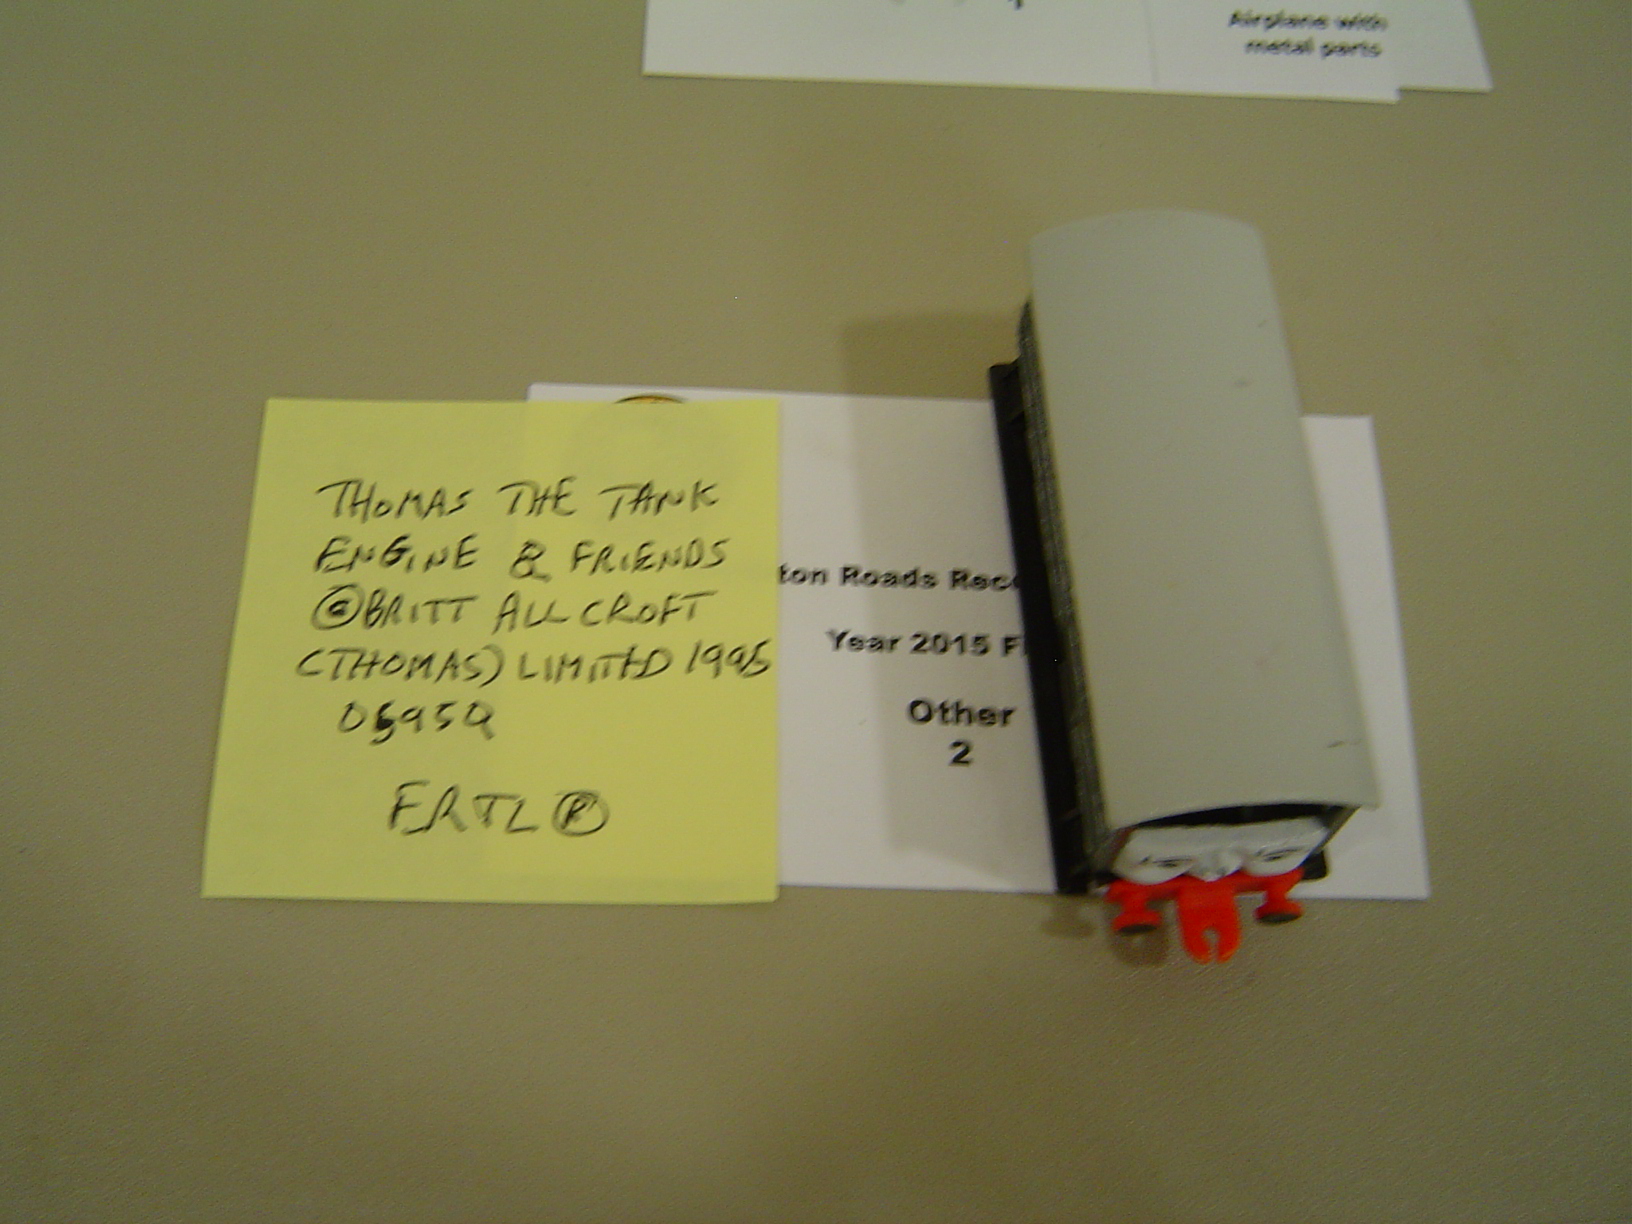 Airplane with
metal parts
THOMAS THE TANK
ENGINE & FRIENDS
© BRITT ALLCROFT
(THOMAS) LIMITED 1995
ERTL ®
ton Roads Rec
Year 2015 F
Other
2